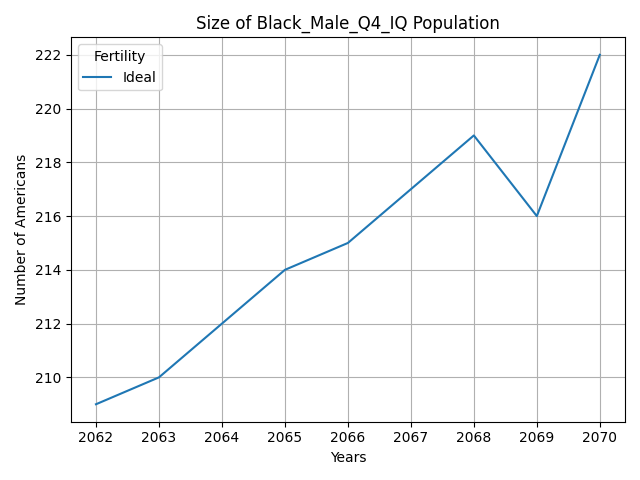 Size of Black_Male_Q4_IQ Population
Fertility
Ideal
222
220
218
216
214
212
210
Number of Americans
2062 2063 2064 2065 2066 2067 2068 2069 2070
Years